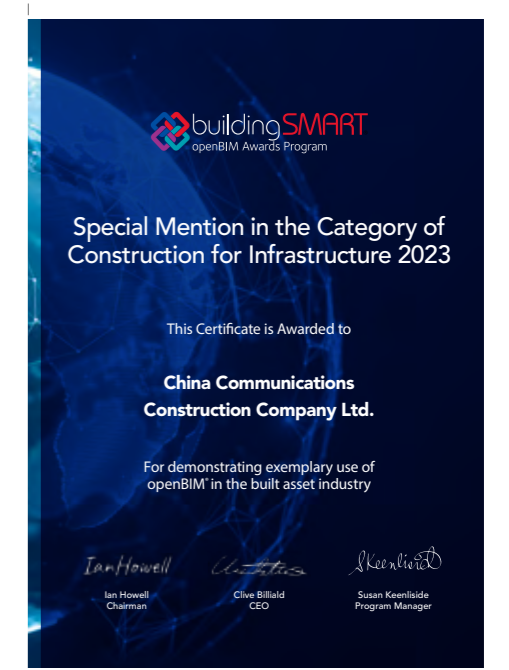 buildingSMART
openBIM Awards Program
Special Mention in the Category of
Construction for Infrastructure 2023
This Certificate is Awarded to
China Communications
Construction Company Ltd.
For demonstrating exemplary use of
openBIM® in the built asset industry
IanHowell
SKeenliside
Ian Howell
Chairman
Clive Billiald
CEO
Susan Keenliside
Program Manager